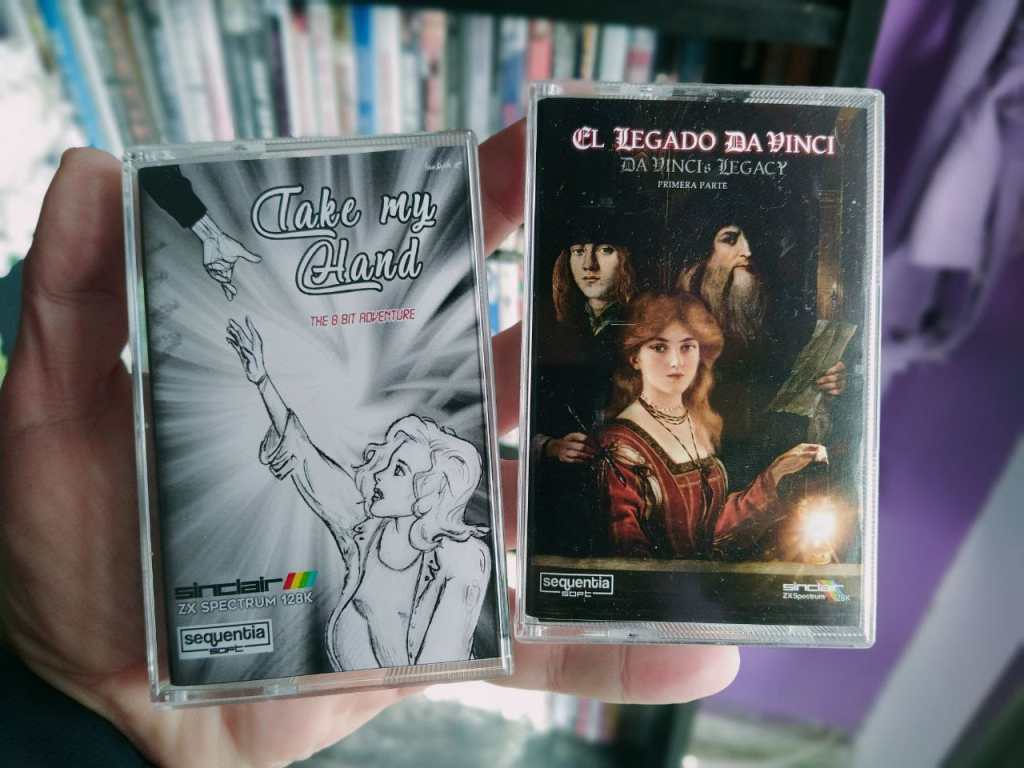 Take my
Hand
THE 8 BIT ADVENTURE
sinclair
ZX SPECTRUM 128K
sequentia
SOFT
EL LEGADO DA VINCI
DA VINCIs LEGACY
PRIMERA PARTE
sequentia
SOFT
sinclair
ZX Spectrum 128K